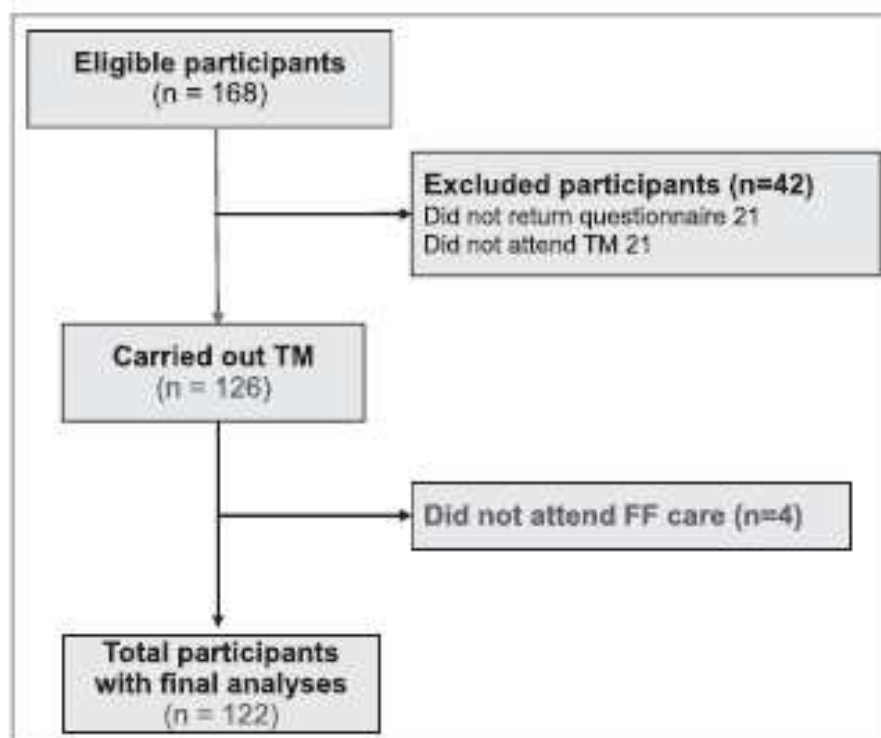 Eligible participants
(n = 168)
Excluded participants (n=42)
Did not return questionnaire 21
Did not attend TM 21
Carried out TM
(n = 126)
Did not attend FF care (n=4)
Total participants
with final analyses
(n = 122)